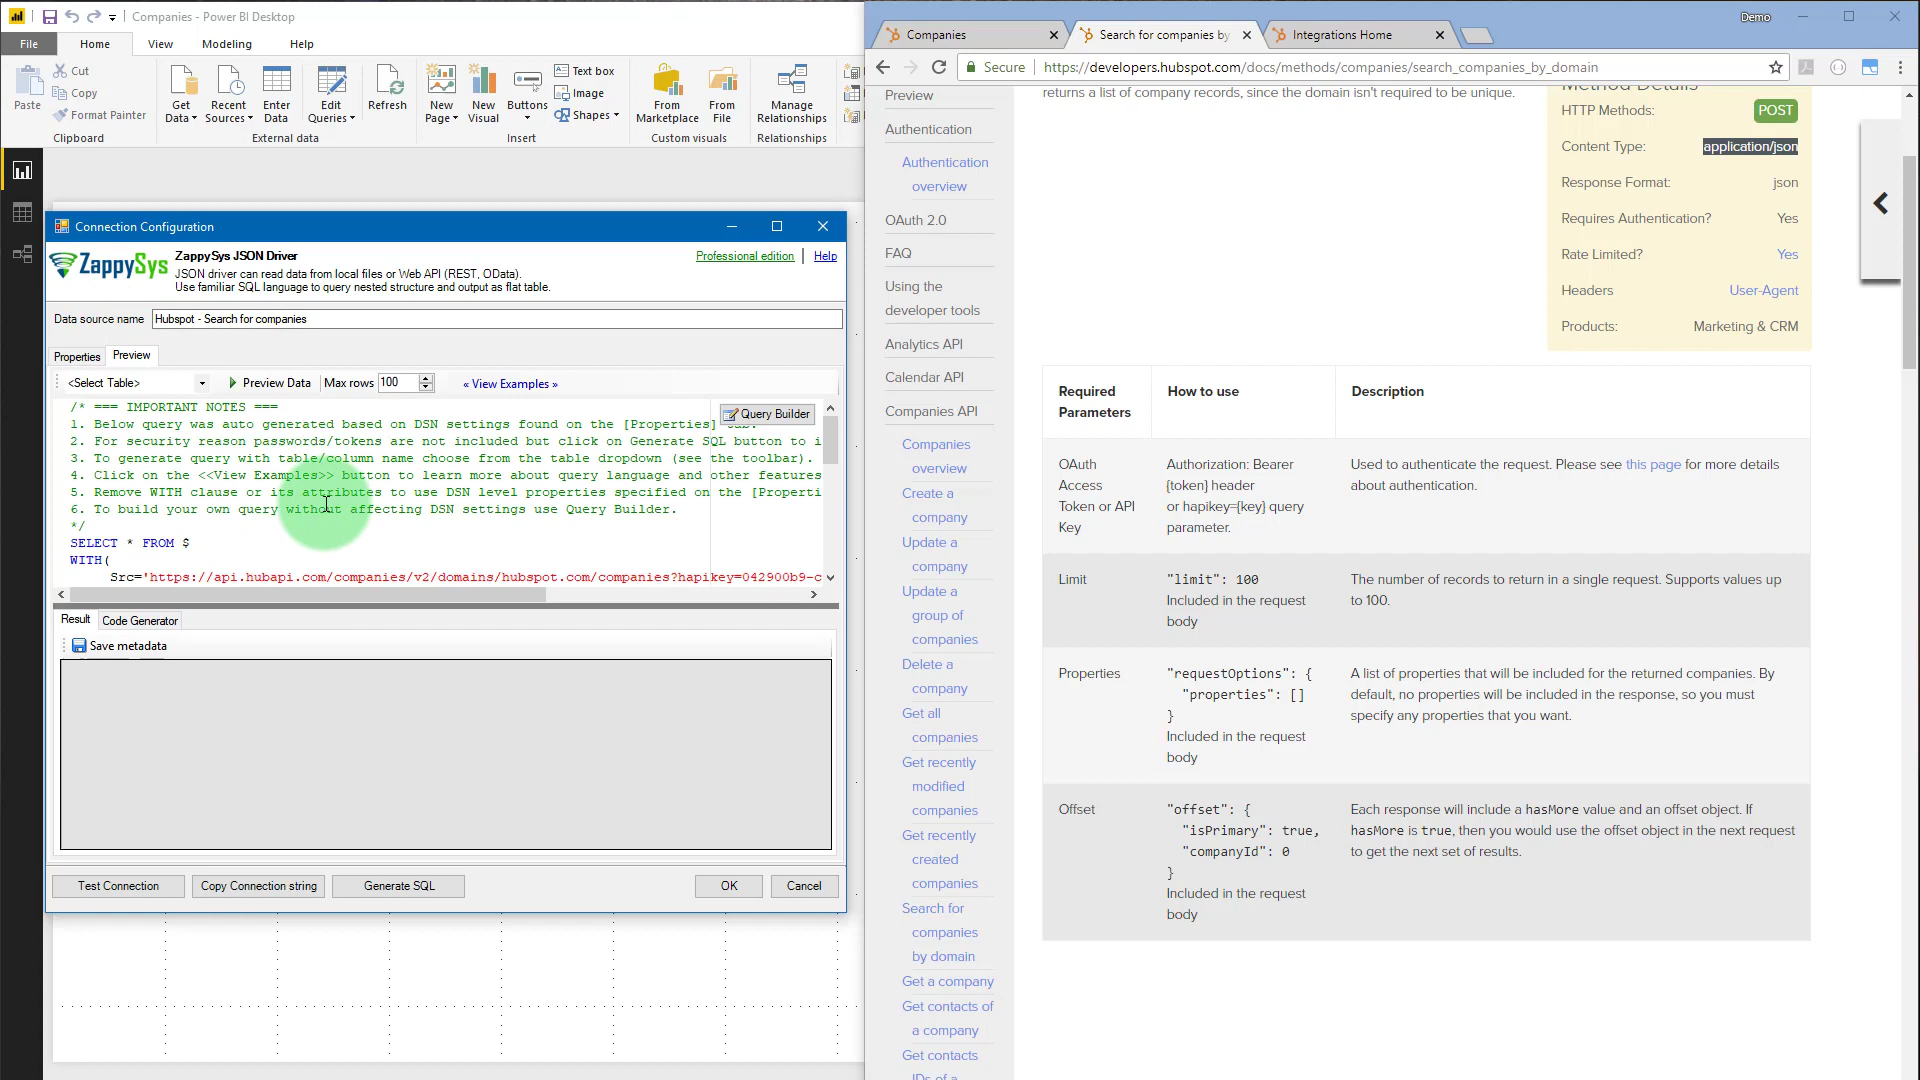 Companies - Power BI Desktop
File
Home
View
Modeling
Help
Paste
Cut
Copy
Format Painter
Clipboard
Get Data
Recent Sources
Enter Data
Edit Queries
Refresh
External data
New Page
New Visual
Buttons
Text box
Image
Shapes
Insert
From Marketplace
From File
Custom visuals
Manage Relationships
Relationships
Connection Configuration
ZappySys
ZappySys JSON Driver
JSON driver can read data from local files or Web API (REST, OData).
Use familiar SQL language to query nested structure and output as flat table.
Professional edition
Help
Data source name
Hubspot - Search for companies
Properties
Preview
<Select Table>
Preview Data
Max rows
100
« View Examples »
Query Builder
/* === IMPORTANT NOTES ===
1. Below query was auto generated based on DSN settings found on the [Properties]
2. For security reason passwords/tokens are not included but click on Generate SQL button to i
3. To generate query with table/column name choose from the table dropdown (see the toolbar).
4. Click on the <<View Examples>> button to learn more about query language and other features
5. Remove WITH clause or its attributes to use DSN level properties specified on the [Properti
6. To build your own query without affecting DSN settings use Query Builder.
*/
SELECT * FROM $
WITH(
Src='https://api.hubapi.com/companies/v2/domains/hubspot.com/companies?hapikey=042900b9-c
Result
Code Generator
Save metadata
Test Connection
Copy Connection string
Generate SQL
OK
Cancel
Demo
Companies
Search for companies by
Integrations Home
Secure
https://developers.hubspot.com/docs/methods/companies/search_companies_by_domain
Preview
Authentication
Authentication
overview
OAuth 2.0
FAQ
Using the
developer tools
Analytics API
Calendar API
Companies API
Companies
overview
Create a
company
Update a
company
Update a
group of
companies
Delete a
company
Get all
companies
Get recently
modified
companies
Get recently
created
companies
Search for
companies
by domain
Get a company
Get contacts of
a company
Get contacts
IDs of a
returns a list of company records, since the domain isn't required to be unique.
Method Details
HTTP Methods:
POST
Content Type:
application/json
Response Format:
json
Requires Authentication?
Yes
Rate Limited?
Yes
Headers
User-Agent
Products:
Marketing & CRM
Required
Parameters
How to use
Description
OAuth
Access
Token or API
Key
Authorization: Bearer
{token} header
or hapikey={key} query
parameter.
Used to authenticate the request. Please see this page for more details
about authentication.
Limit
"limit": 100
Included in the request
body
The number of records to return in a single request. Supports values up
to 100.
Properties
"requestOptions": {
"properties": []
}
Included in the request
body
A list of properties that will be included for the returned companies. By
default, no properties will be included in the response, so you must
specify any properties that you want.
Offset
"offset": {
"isPrimary": true,
"companyId": 0
}
Included in the request
body
Each response will include a hasMore value and an offset object. If
hasMore is true, then you would use the offset object in the next request
to get the next set of results.